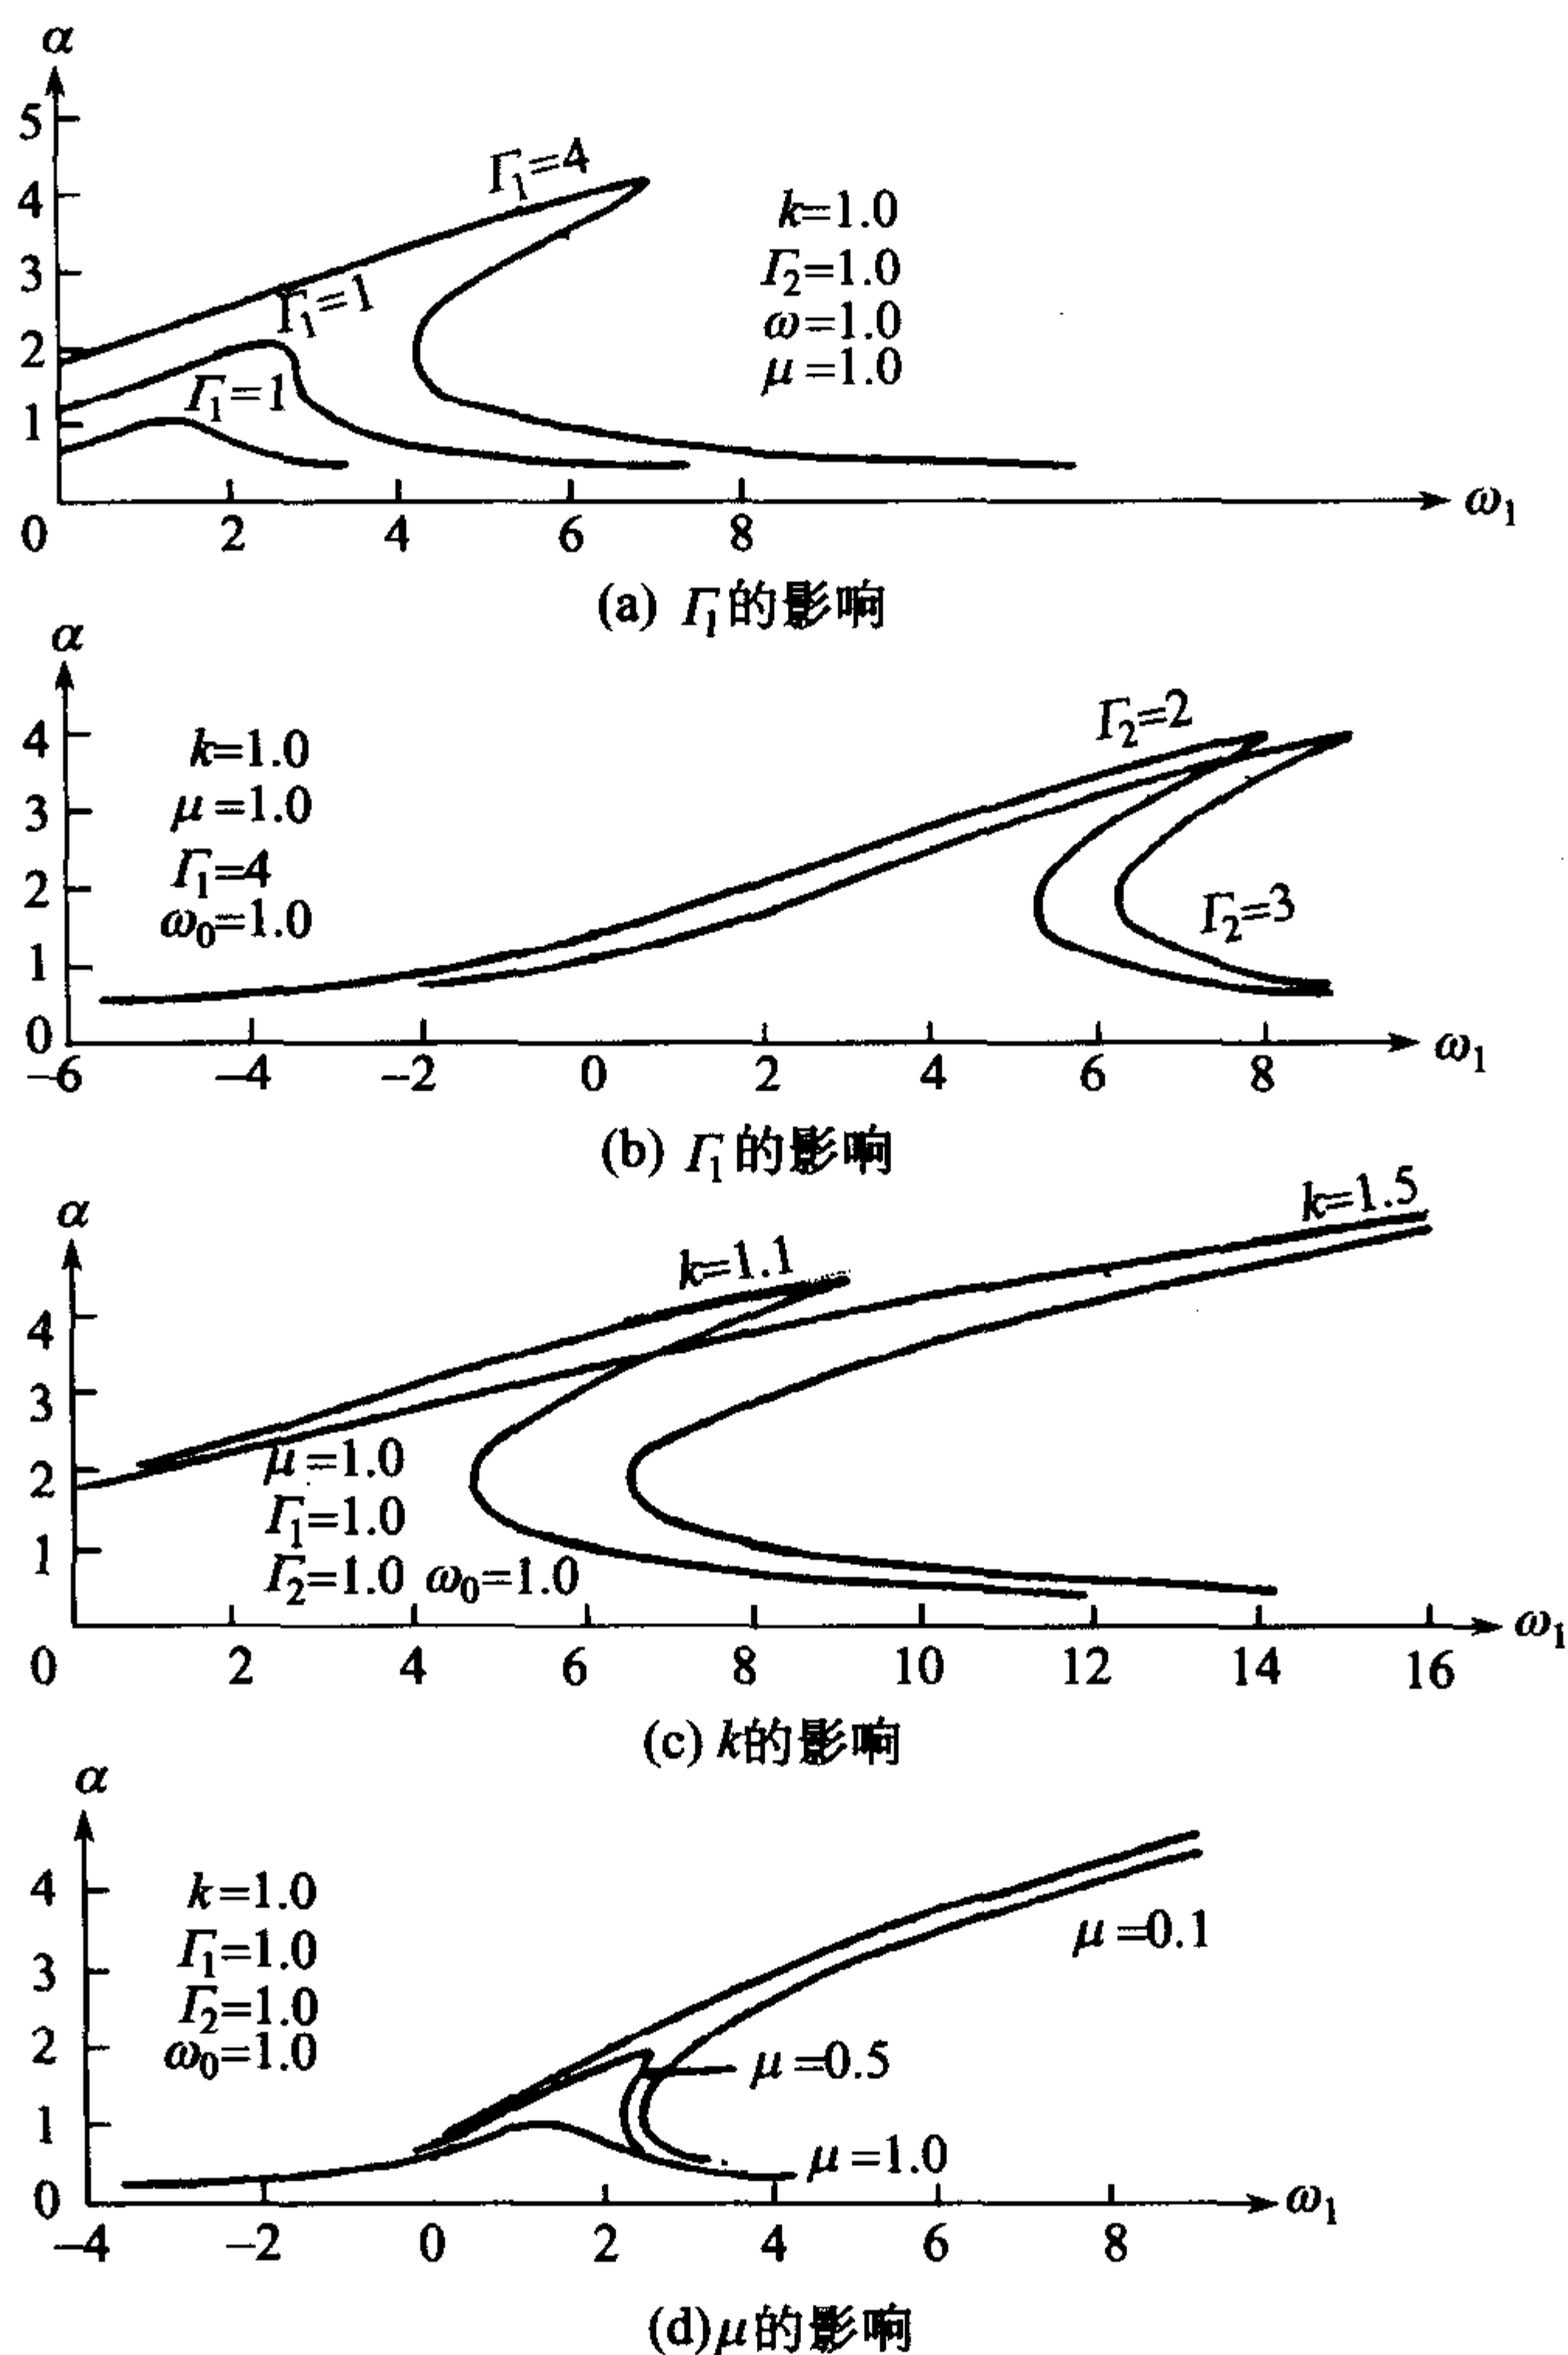 α
5
4
3
2
1
0
Γ₁=4
Γ₁=1
Γ₁=1
k=1.0
Γ₂=1.0
ω=1.0
μ=1.0
2 4 6 8
ω₁
(a) Γ₁的影响
α
4
3
2
1
0
k=1.0
μ=1.0
Γ₁=4
ω₀=1.0
Γ₂=2
Γ₂=3
−6 −4 −2 0 2 4 6 8
ω₁
(b) Γ₁的影响
α
4
3
2
1
k=1.1
k=1.5
μ=1.0
Γ₁=1.0
Γ₂=1.0 ω₀=1.0
0 2 4 6 8 10 12 14 16
ω₁
(c) k的影响
α
4
3
2
1
0
k=1.0
Γ₁=1.0
Γ₂=1.0
ω₀=1.0
μ=0.1
μ=0.5
μ=1.0
−4 −2 0 2 4 6 8
ω₁
(d)μ的影响